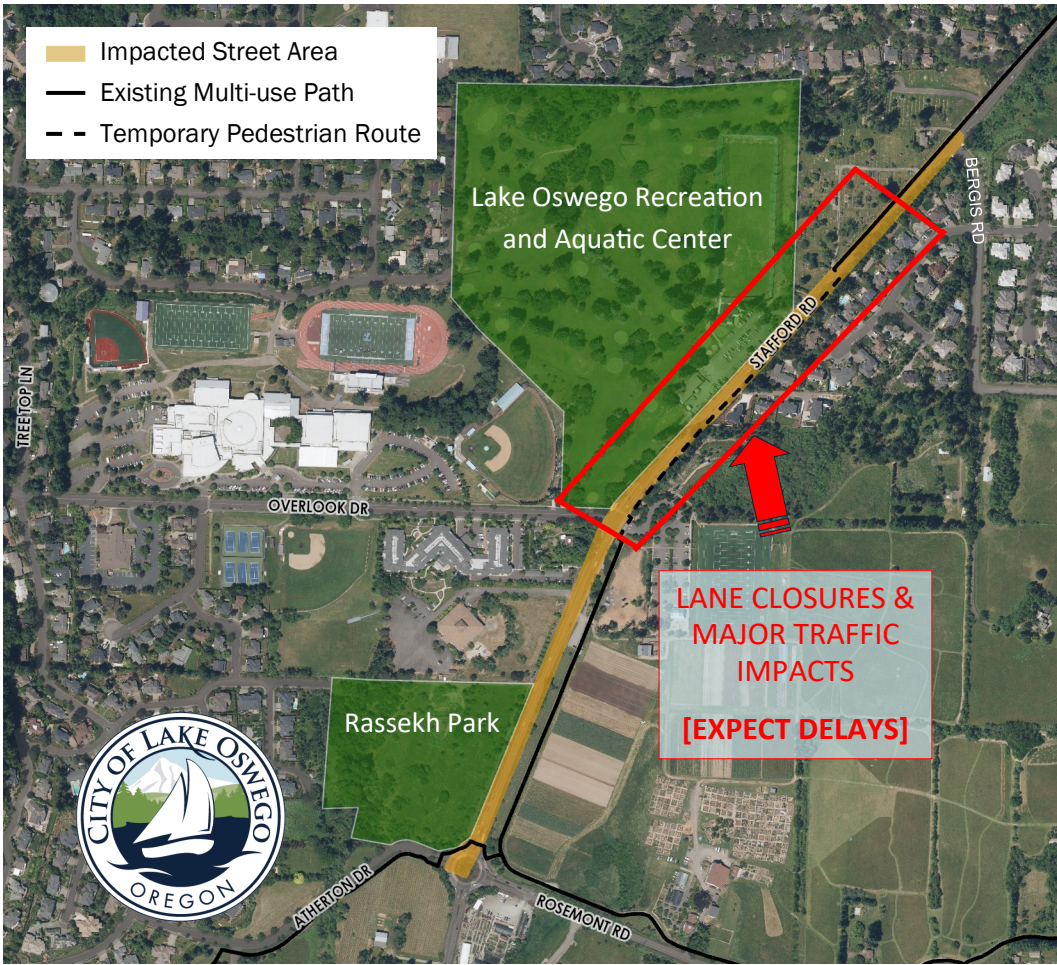 Impacted Street Area
Existing Multi-use Path
Temporary Pedestrian Route
Lake Oswego Recreation
and Aquatic Center
BERGIS RD
STAFFORD RD
TREETOP LN
OVERLOOK DR
LANE CLOSURES &
MAJOR TRAFFIC
IMPACTS
[EXPECT DELAYS]
Rassekh Park
CITY OF LAKE OSWEGO
OREGON
ATHERTON DR
ROSEMONT RD